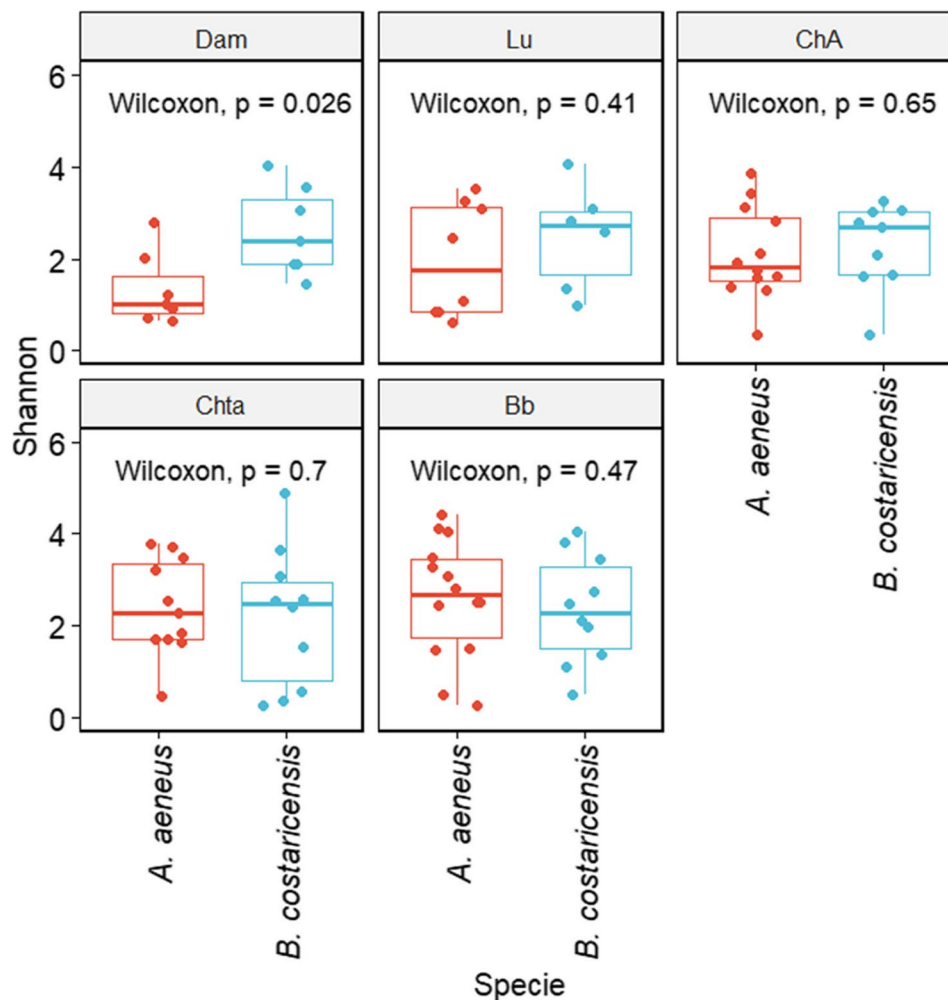 Dam
Lu
ChA
6
4
2
0
Wilcoxon, p = 0.026
Wilcoxon, p = 0.41
Wilcoxon, p = 0.65
Shannon
Chta
Bb
6
4
2
0
Wilcoxon, p = 0.7
Wilcoxon, p = 0.47
A. aeneus
B. costaricensis
A. aeneus
B. costaricensis
A. aeneus
B. costaricensis
Specie